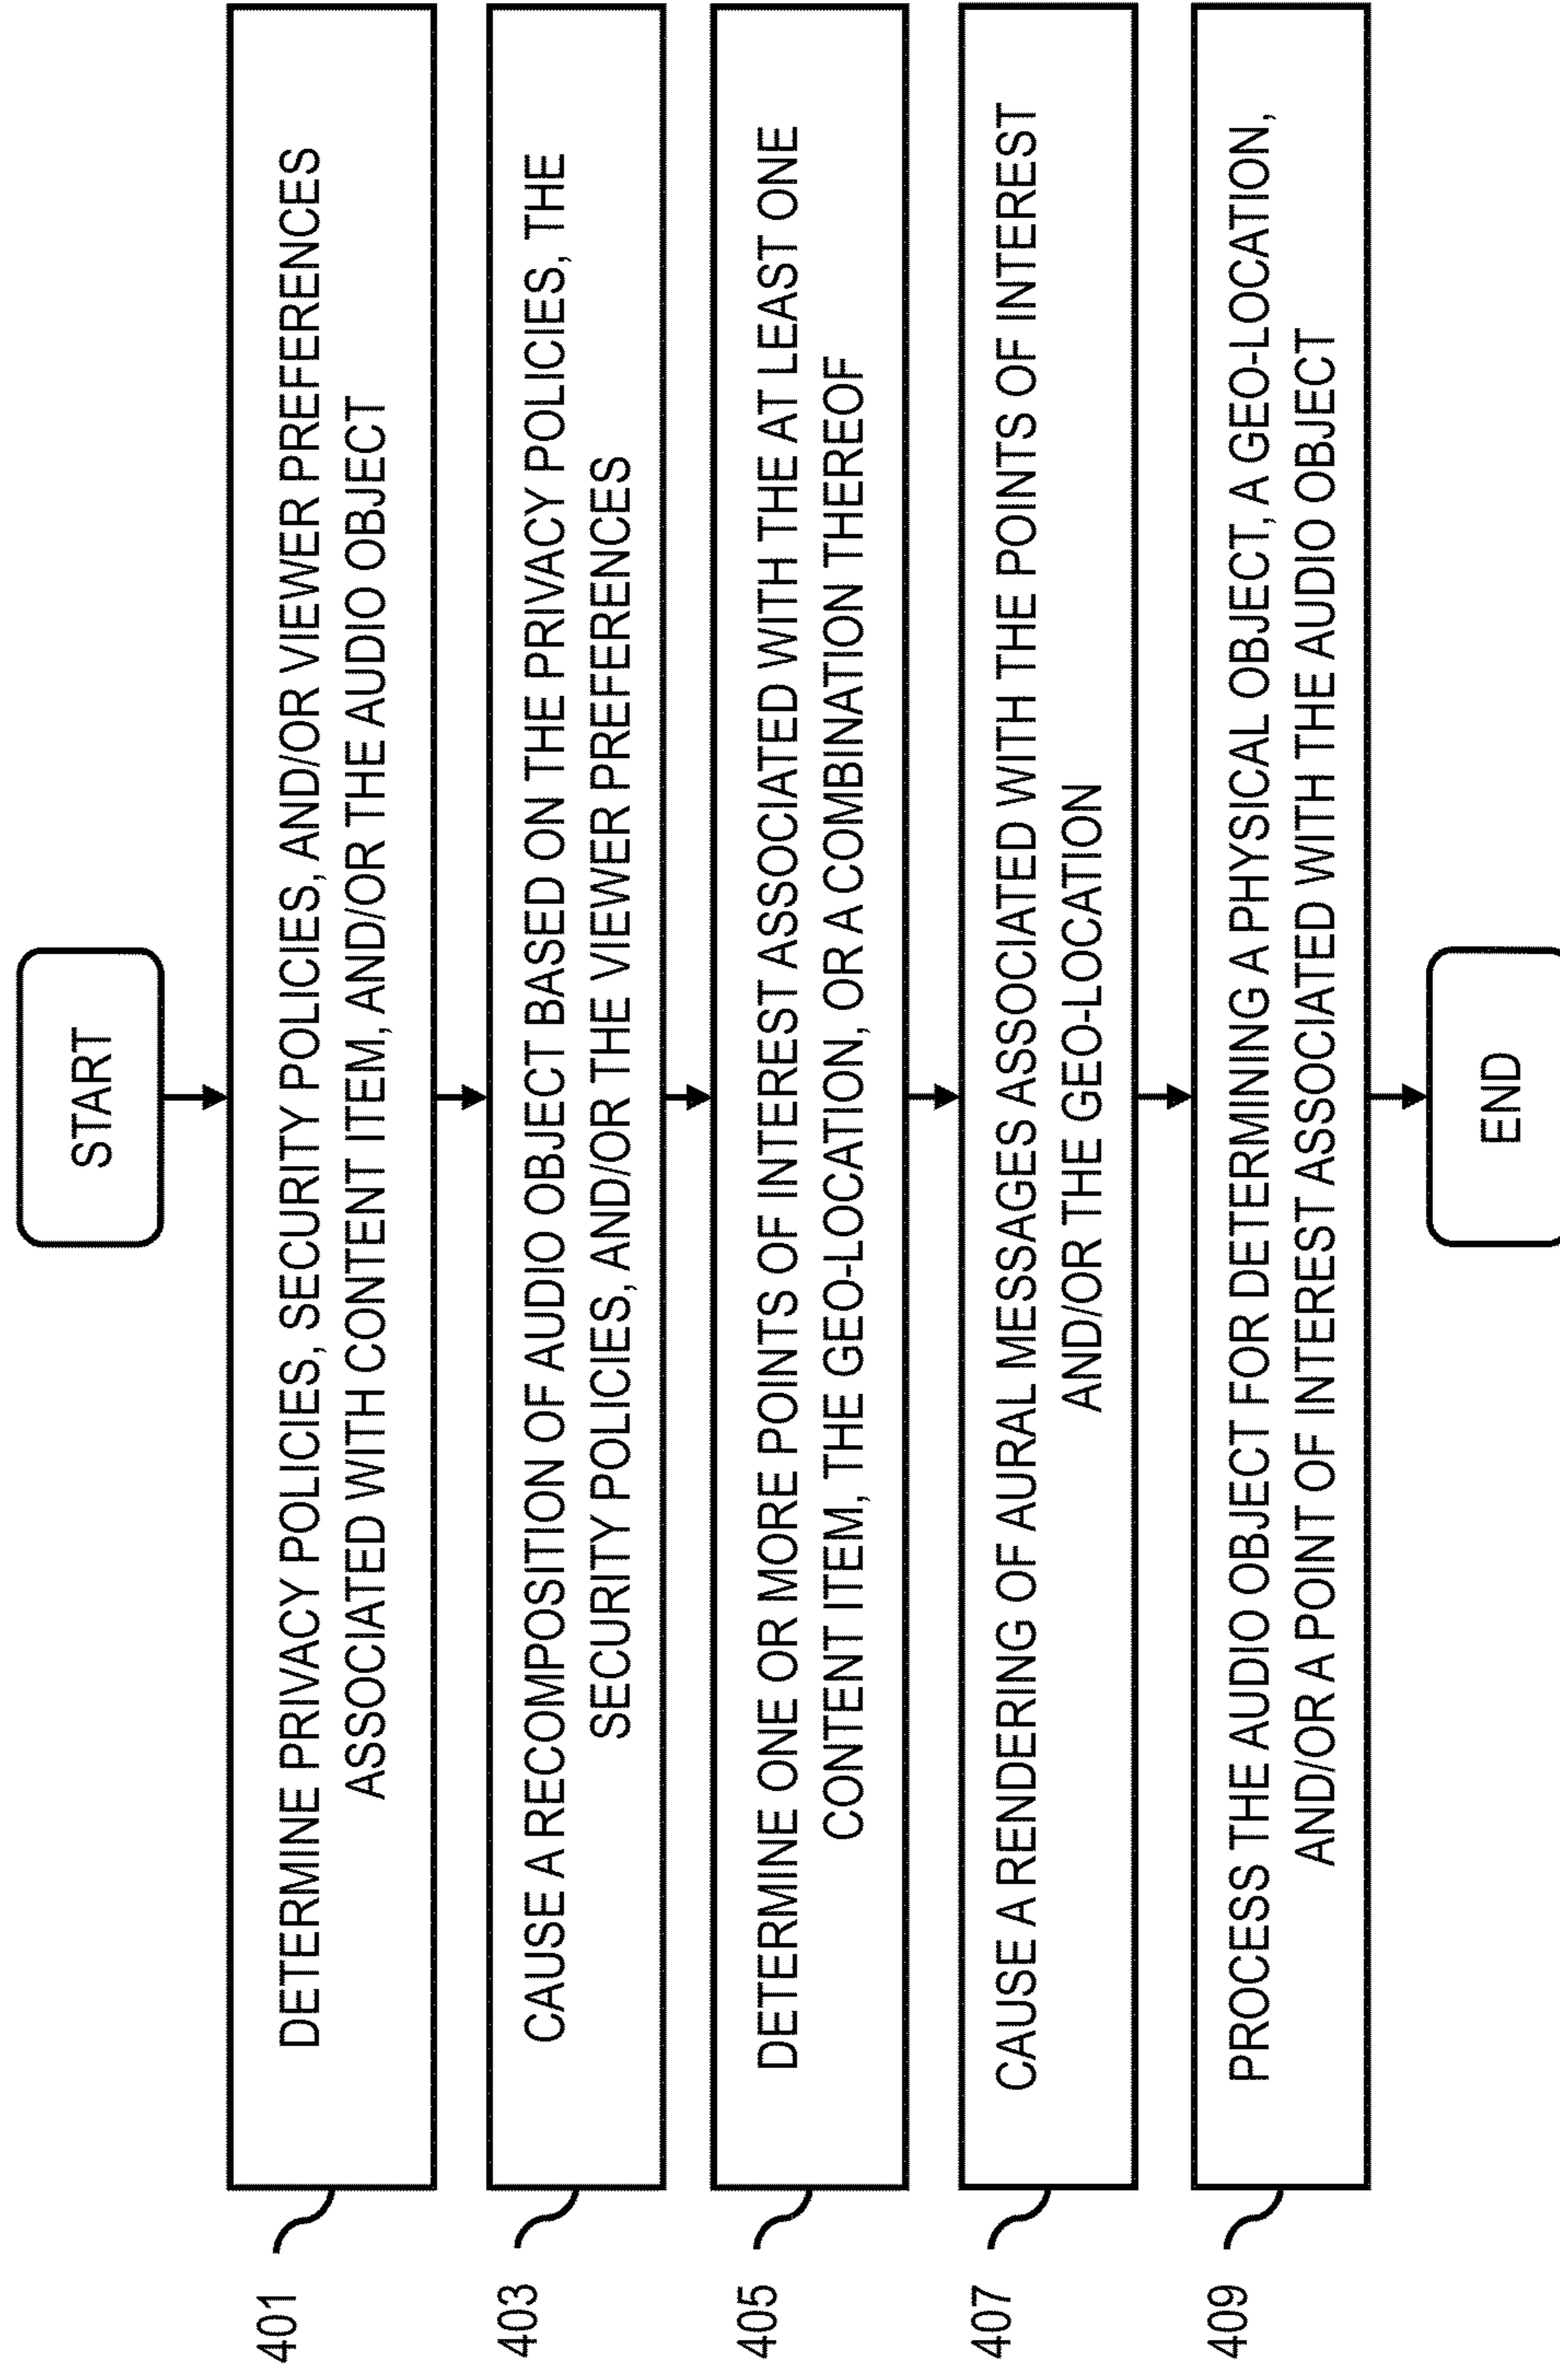 START
401
DETERMINE PRIVACY POLICIES, SECURITY POLICIES, AND/OR VIEWER PREFERENCES
ASSOCIATED WITH CONTENT ITEM, AND/OR THE AUDIO OBJECT
403
CAUSE A RECOMPOSITION OF AUDIO OBJECT BASED ON THE PRIVACY POLICIES, THE
SECURITY POLICIES, AND/OR THE VIEWER PREFERENCES
405
DETERMINE ONE OR MORE POINTS OF INTEREST ASSOCIATED WITH THE AT LEAST ONE
CONTENT ITEM, THE GEO-LOCATION, OR A COMBINATION THEREOF
407
CAUSE A RENDERING OF AURAL MESSAGES ASSOCIATED WITH THE POINTS OF INTEREST
AND/OR THE GEO-LOCATION
409
PROCESS THE AUDIO OBJECT FOR DETERMINING A PHYSICAL OBJECT, A GEO-LOCATION,
AND/OR A POINT OF INTEREST ASSOCIATED WITH THE AUDIO OBJECT
END